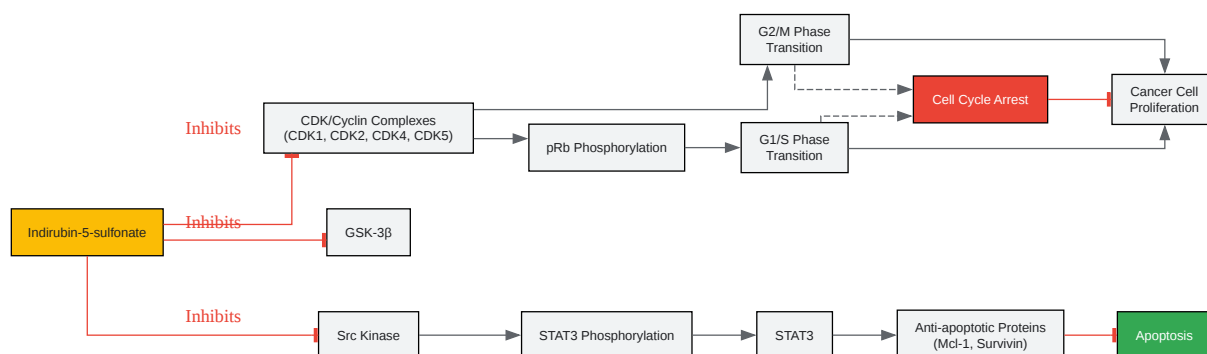 G2/M Phase
Transition
Cell Cycle Arrest
Cancer Cell
Proliferation
Inhibits
CDK/Cyclin Complexes
(CDK1, CDK2, CDK4, CDK5)
pRb Phosphorylation
G1/S Phase
Transition
Inhibits
Indirubin-5-sulfonate
GSK-3β
Inhibits
Src Kinase
STAT3 Phosphorylation
STAT3
Anti-apoptotic Proteins
(Mcl-1, Survivin)
Apoptosis